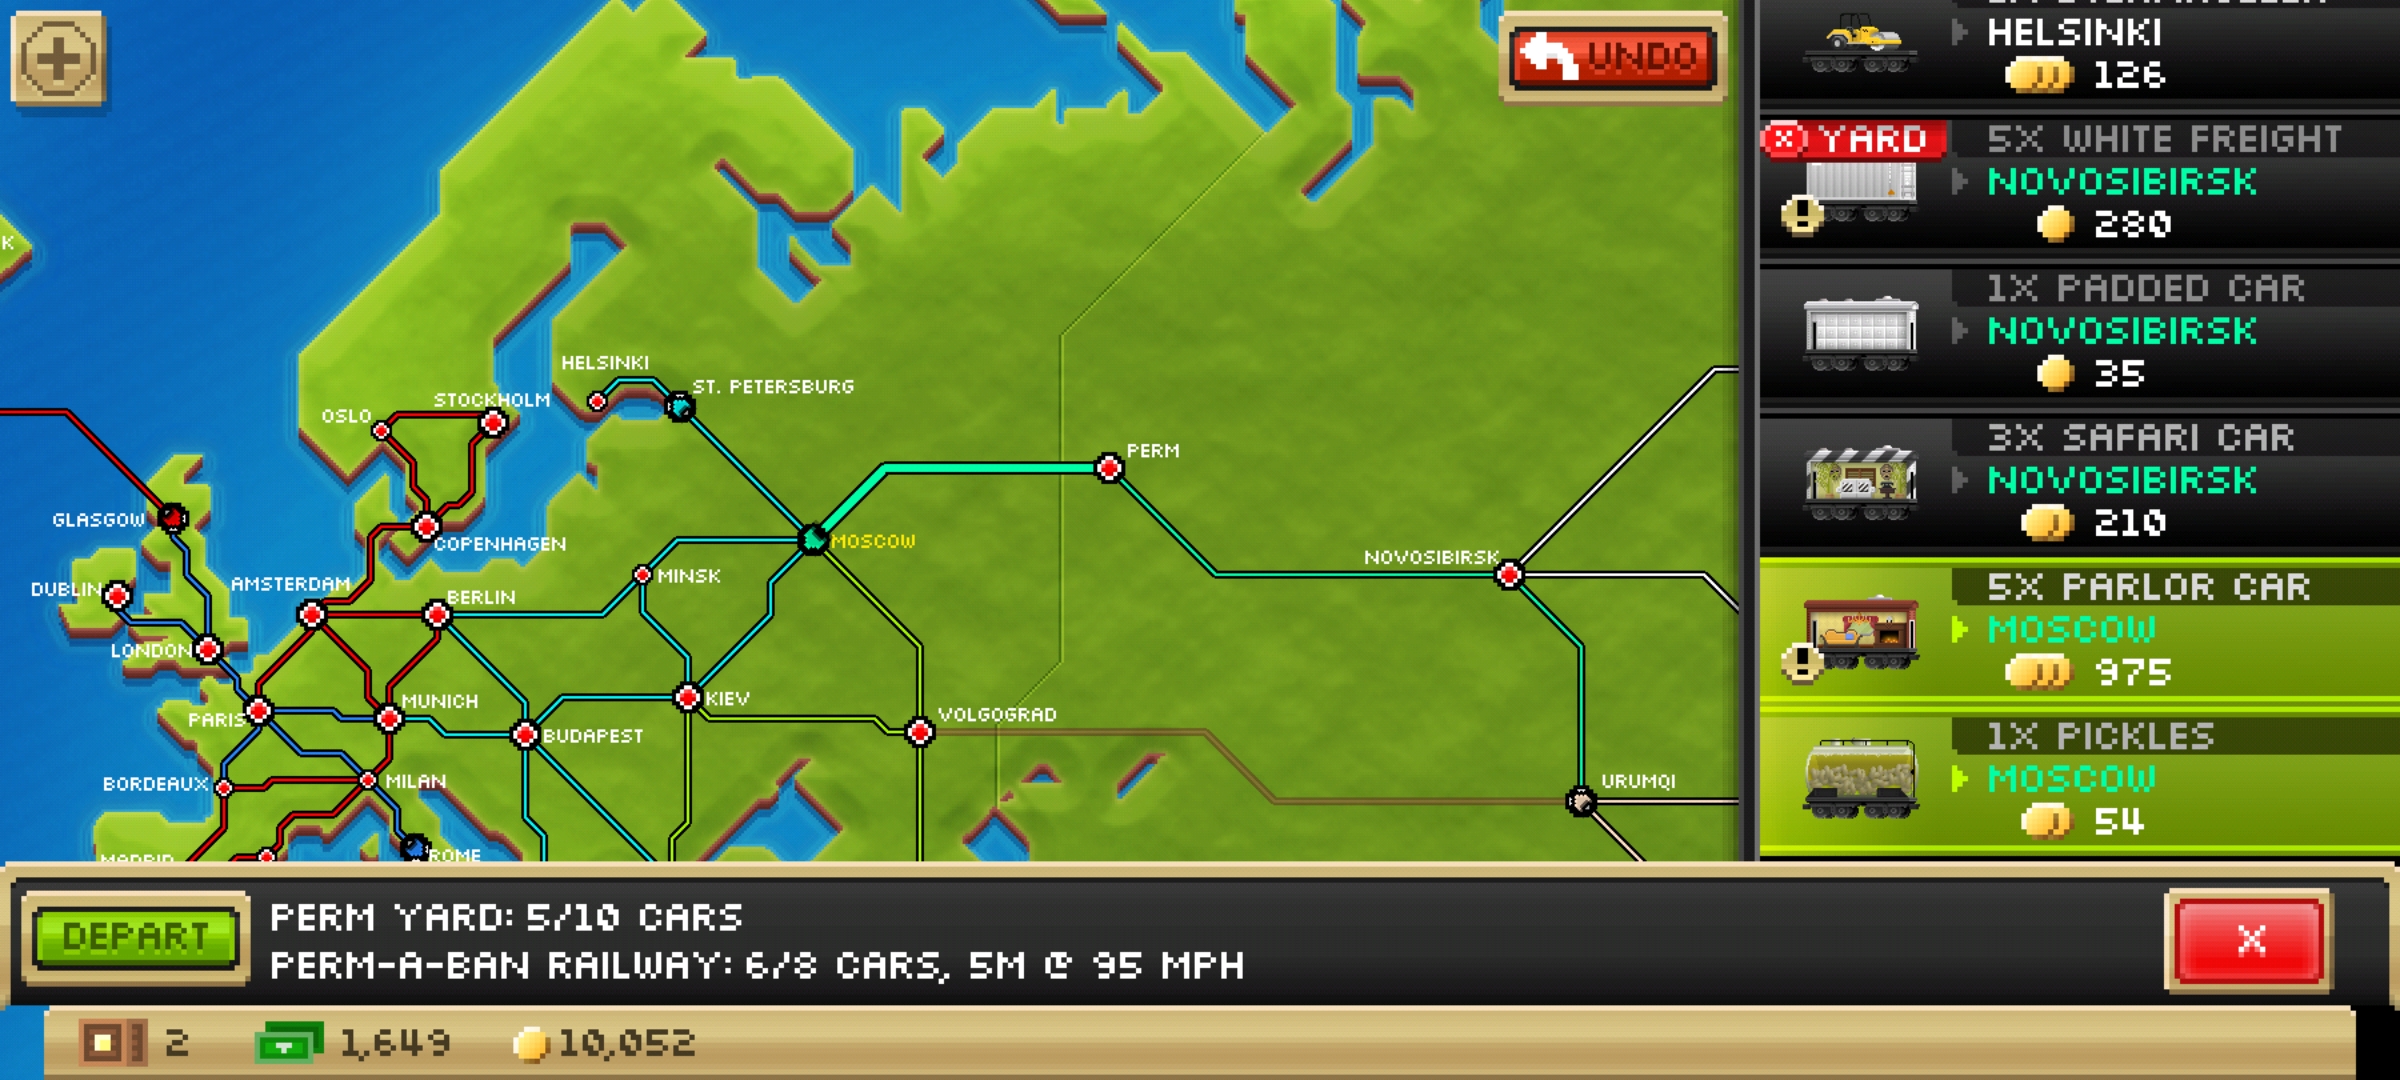 UNDO
K
HELSINKI
ST. PETERSBURG
STOCKHOLM
OSLO
PERM
GLASGOW
COPENHAGEN
MOSCOW
NOVOSIBIRSK
MINSK
DUBLIN
AMSTERDAM
BERLIN
LONDON
MUNICH
KIEV
PARIS
BUDAPEST
VOLGOGRAD
BORDEAUX
MILAN
URUMQI
MADRID
ROME
HELSINKI
126
YARD
5X WHITE FREIGHT
NOVOSIBIRSK
280
1X PADDED CAR
NOVOSIBIRSK
35
3X SAFARI CAR
NOVOSIBIRSK
210
5X PARLOR CAR
MOSCOW
975
1X PICKLES
MOSCOW
54
DEPART
PERM YARD: 5/10 CARS
PERM-A-BAN RAILWAY: 6/8 CARS, 5M @ 95 MPH
X
2
1,649
10,052